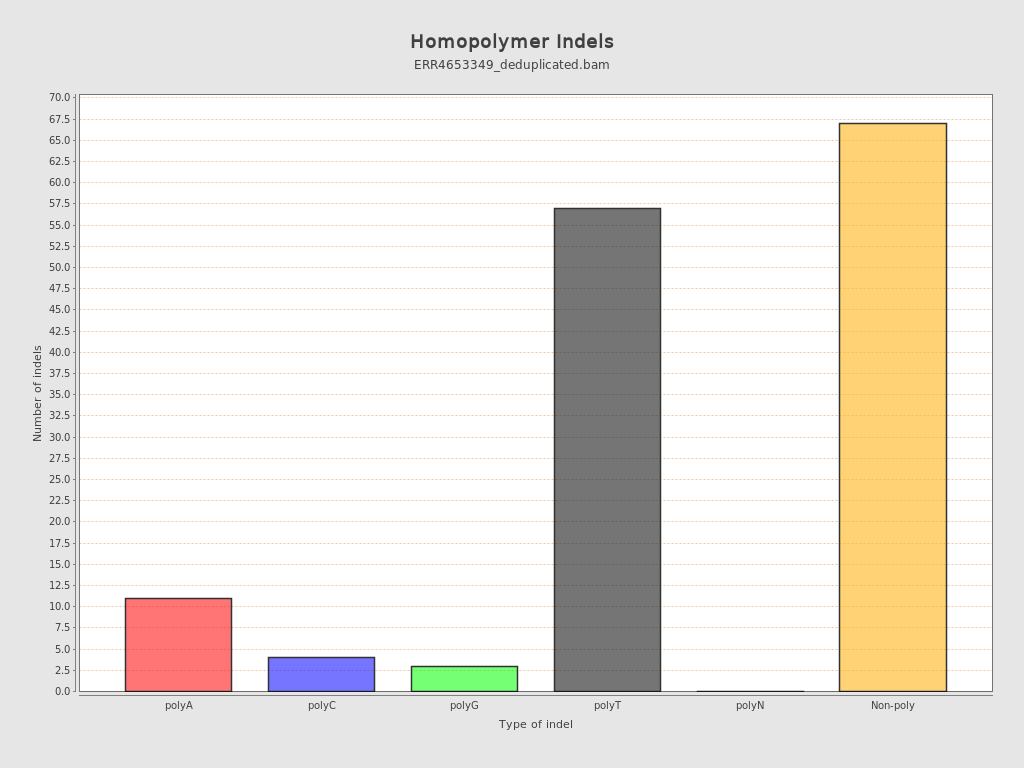 Homopolymer Indels
ERR4653349_deduplicated.bam
70.0
67.5
65.0
62.5
60.0
57.5
55.0
52.5
50.0
47.5
45.0
42.5
40.0
37.5
35.0
32.5
30.0
27.5
25.0
22.5
20.0
17.5
15.0
12.5
10.0
7.5
5.0
2.5
0.0
Number of indels
polyA
polyC
polyG
polyT
polyN
Non-poly
Type of indel